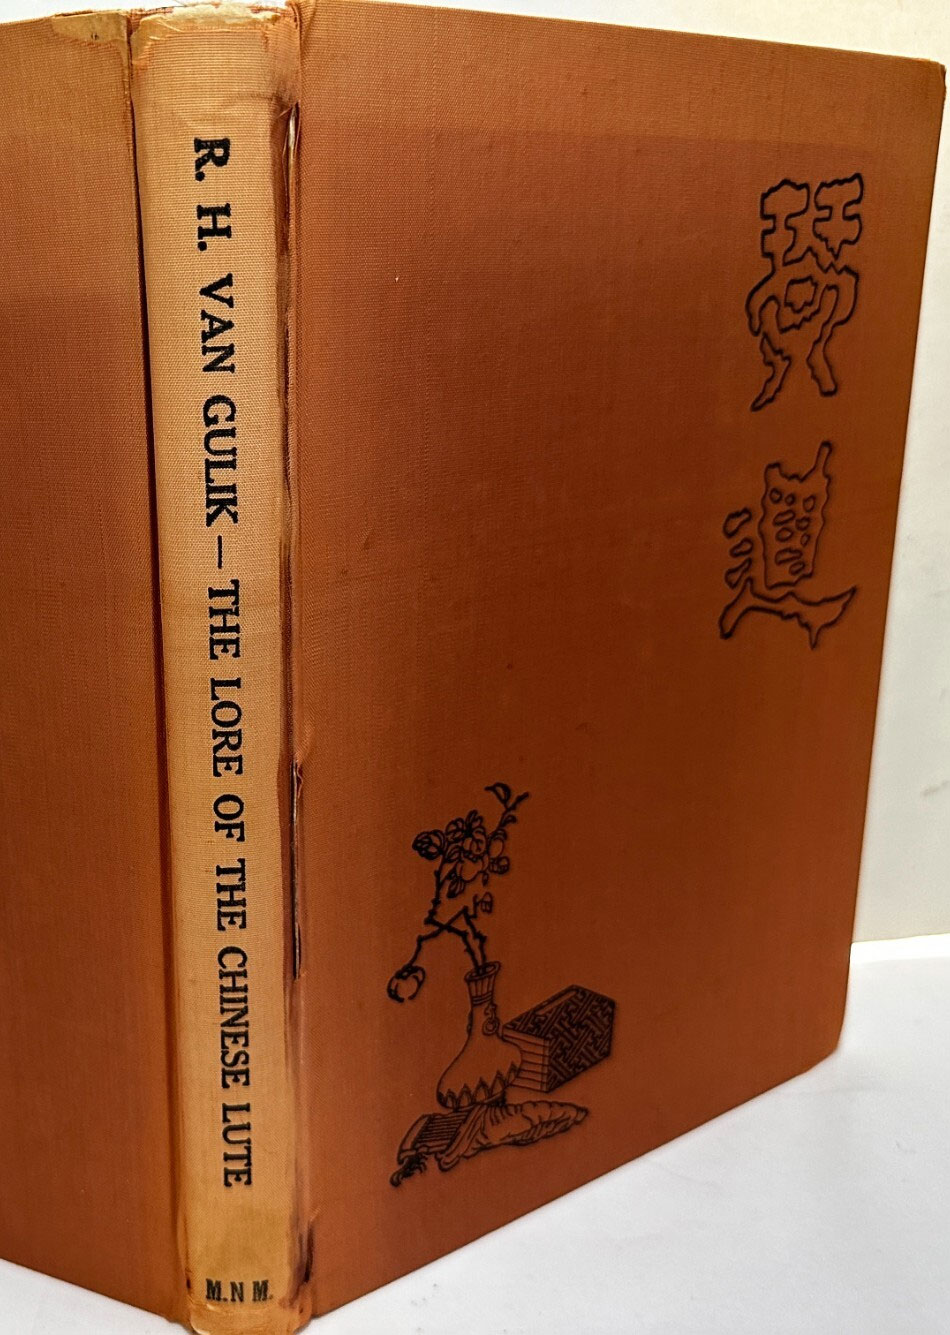 R. H. VAN GULIK — THE LORE OF THE CHINESE LUTE
M.N M.
琴道